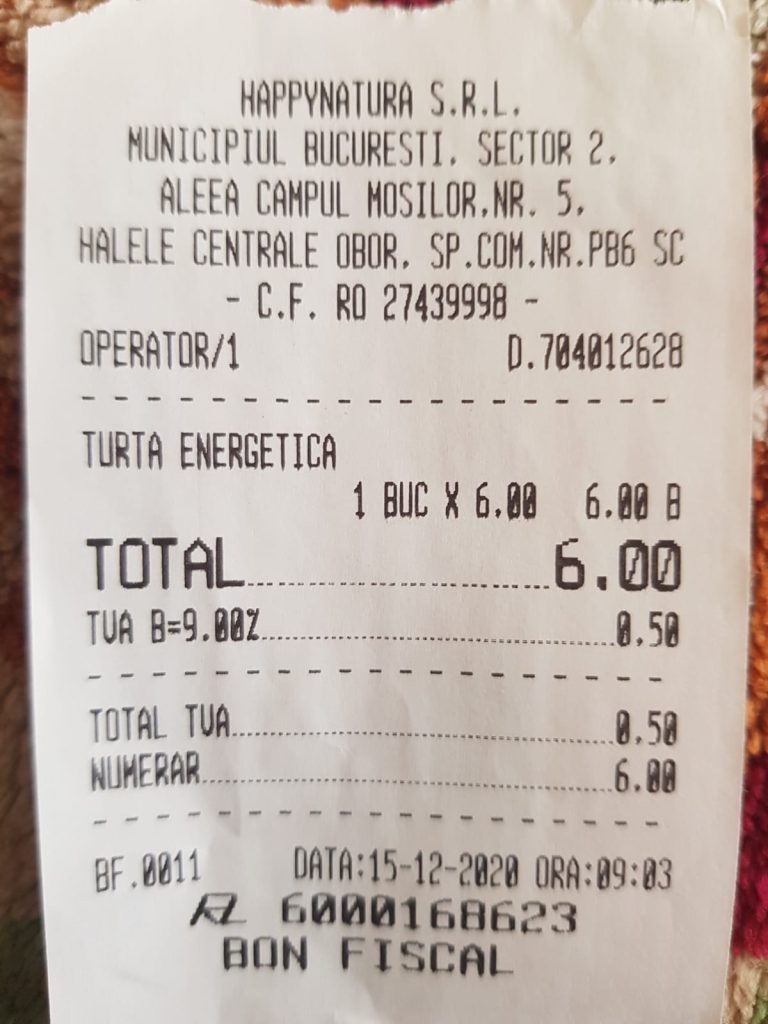 HAPPYNATURA S.R.L.
MUNICIPIUL BUCURESTI, SECTOR 2,
ALEEA CAMPUL MOSILOR,NR. 5,
HALELE CENTRALE OBOR, SP.COM.NR.PB6 SC
- C.F. RO 27439998 -
OPERATOR/1 D.704012628
TURTA ENERGETICA
1 BUC X 6.00 6.00 B
TOTAL 6.00
TVA B=9.00% 0.50
TOTAL TVA 0.50
NUMERAR 6.00
BF.0011 DATA:15-12-2020 ORA:09:03
6000168623
BON FISCAL